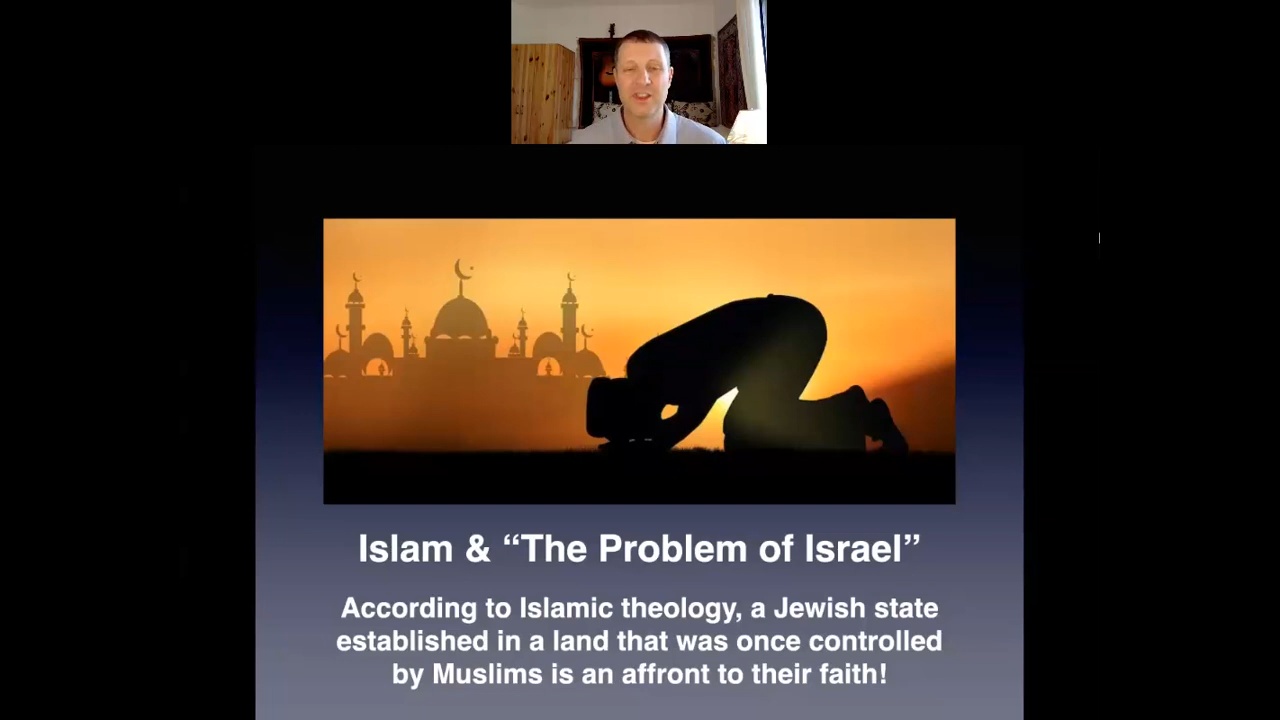 Islam & “The Problem of Israel”
According to Islamic theology, a Jewish state
established in a land that was once controlled
by Muslims is an affront to their faith!